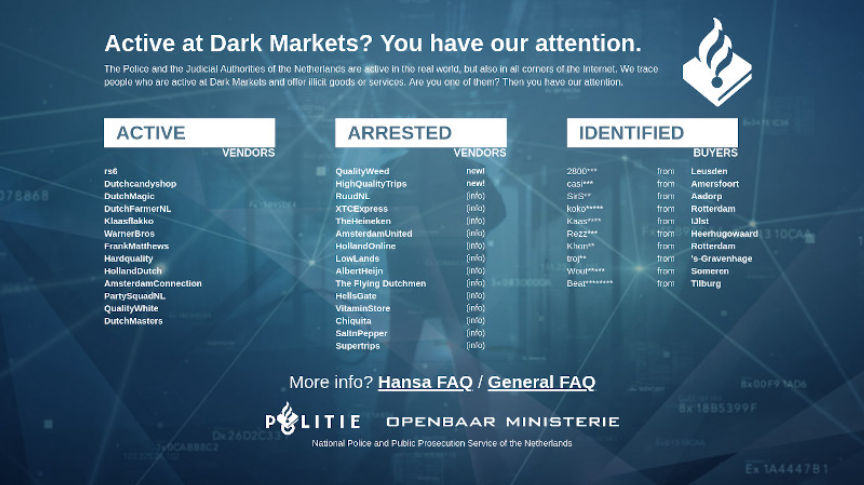 Active at Dark Markets? You have our attention.
The Police and the Judicial Authorities of the Netherlands are active in the real world, but also in all corners of the Internet. We trace
people who are active at Dark Markets and offer illicit goods or services. Are you one of them? Then you have our attention.
ACTIVE
VENDORS
rs6
Dutchcandyshop
DutchMagic
DutchFarmerNL
Klaasflakko
WarnerBros
FrankMatthews
Hardquality
HollandDutch
AmsterdamConnection
PartySquadNL
QualityWhite
DutchMasters
ARRESTED
VENDORS
QualityWeed new!
HighQualityTrips new!
RuudNL (info)
XTCExpress (info)
TheHeineken (info)
AmsterdamUnited (info)
HollandOnline (info)
LowLands (info)
AlbertHeijn (info)
The Flying Dutchmen (info)
HellsGate (info)
VitaminStore (info)
Chiquita (info)
SaltnPepper (info)
Supertrips (info)
IDENTIFIED
BUYERS
2800*** from Leusden
casi*** from Amersfoort
SirS** from Aadorp
koko***** from Rotterdam
Kaas**** from IJlst
Rezz*** from Heerhugowaard
Khon** from Rotterdam
troj** from 's-Gravenhage
Wout***** from Someren
Beat******** from Tilburg
More info? Hansa FAQ / General FAQ
POLITIE OPENBAAR MINISTERIE
National Police and Public Prosecution Service of the Netherlands
078868
0x00F91AD6
8x18B5399F
0x26D2C33
Ex1A4447B1